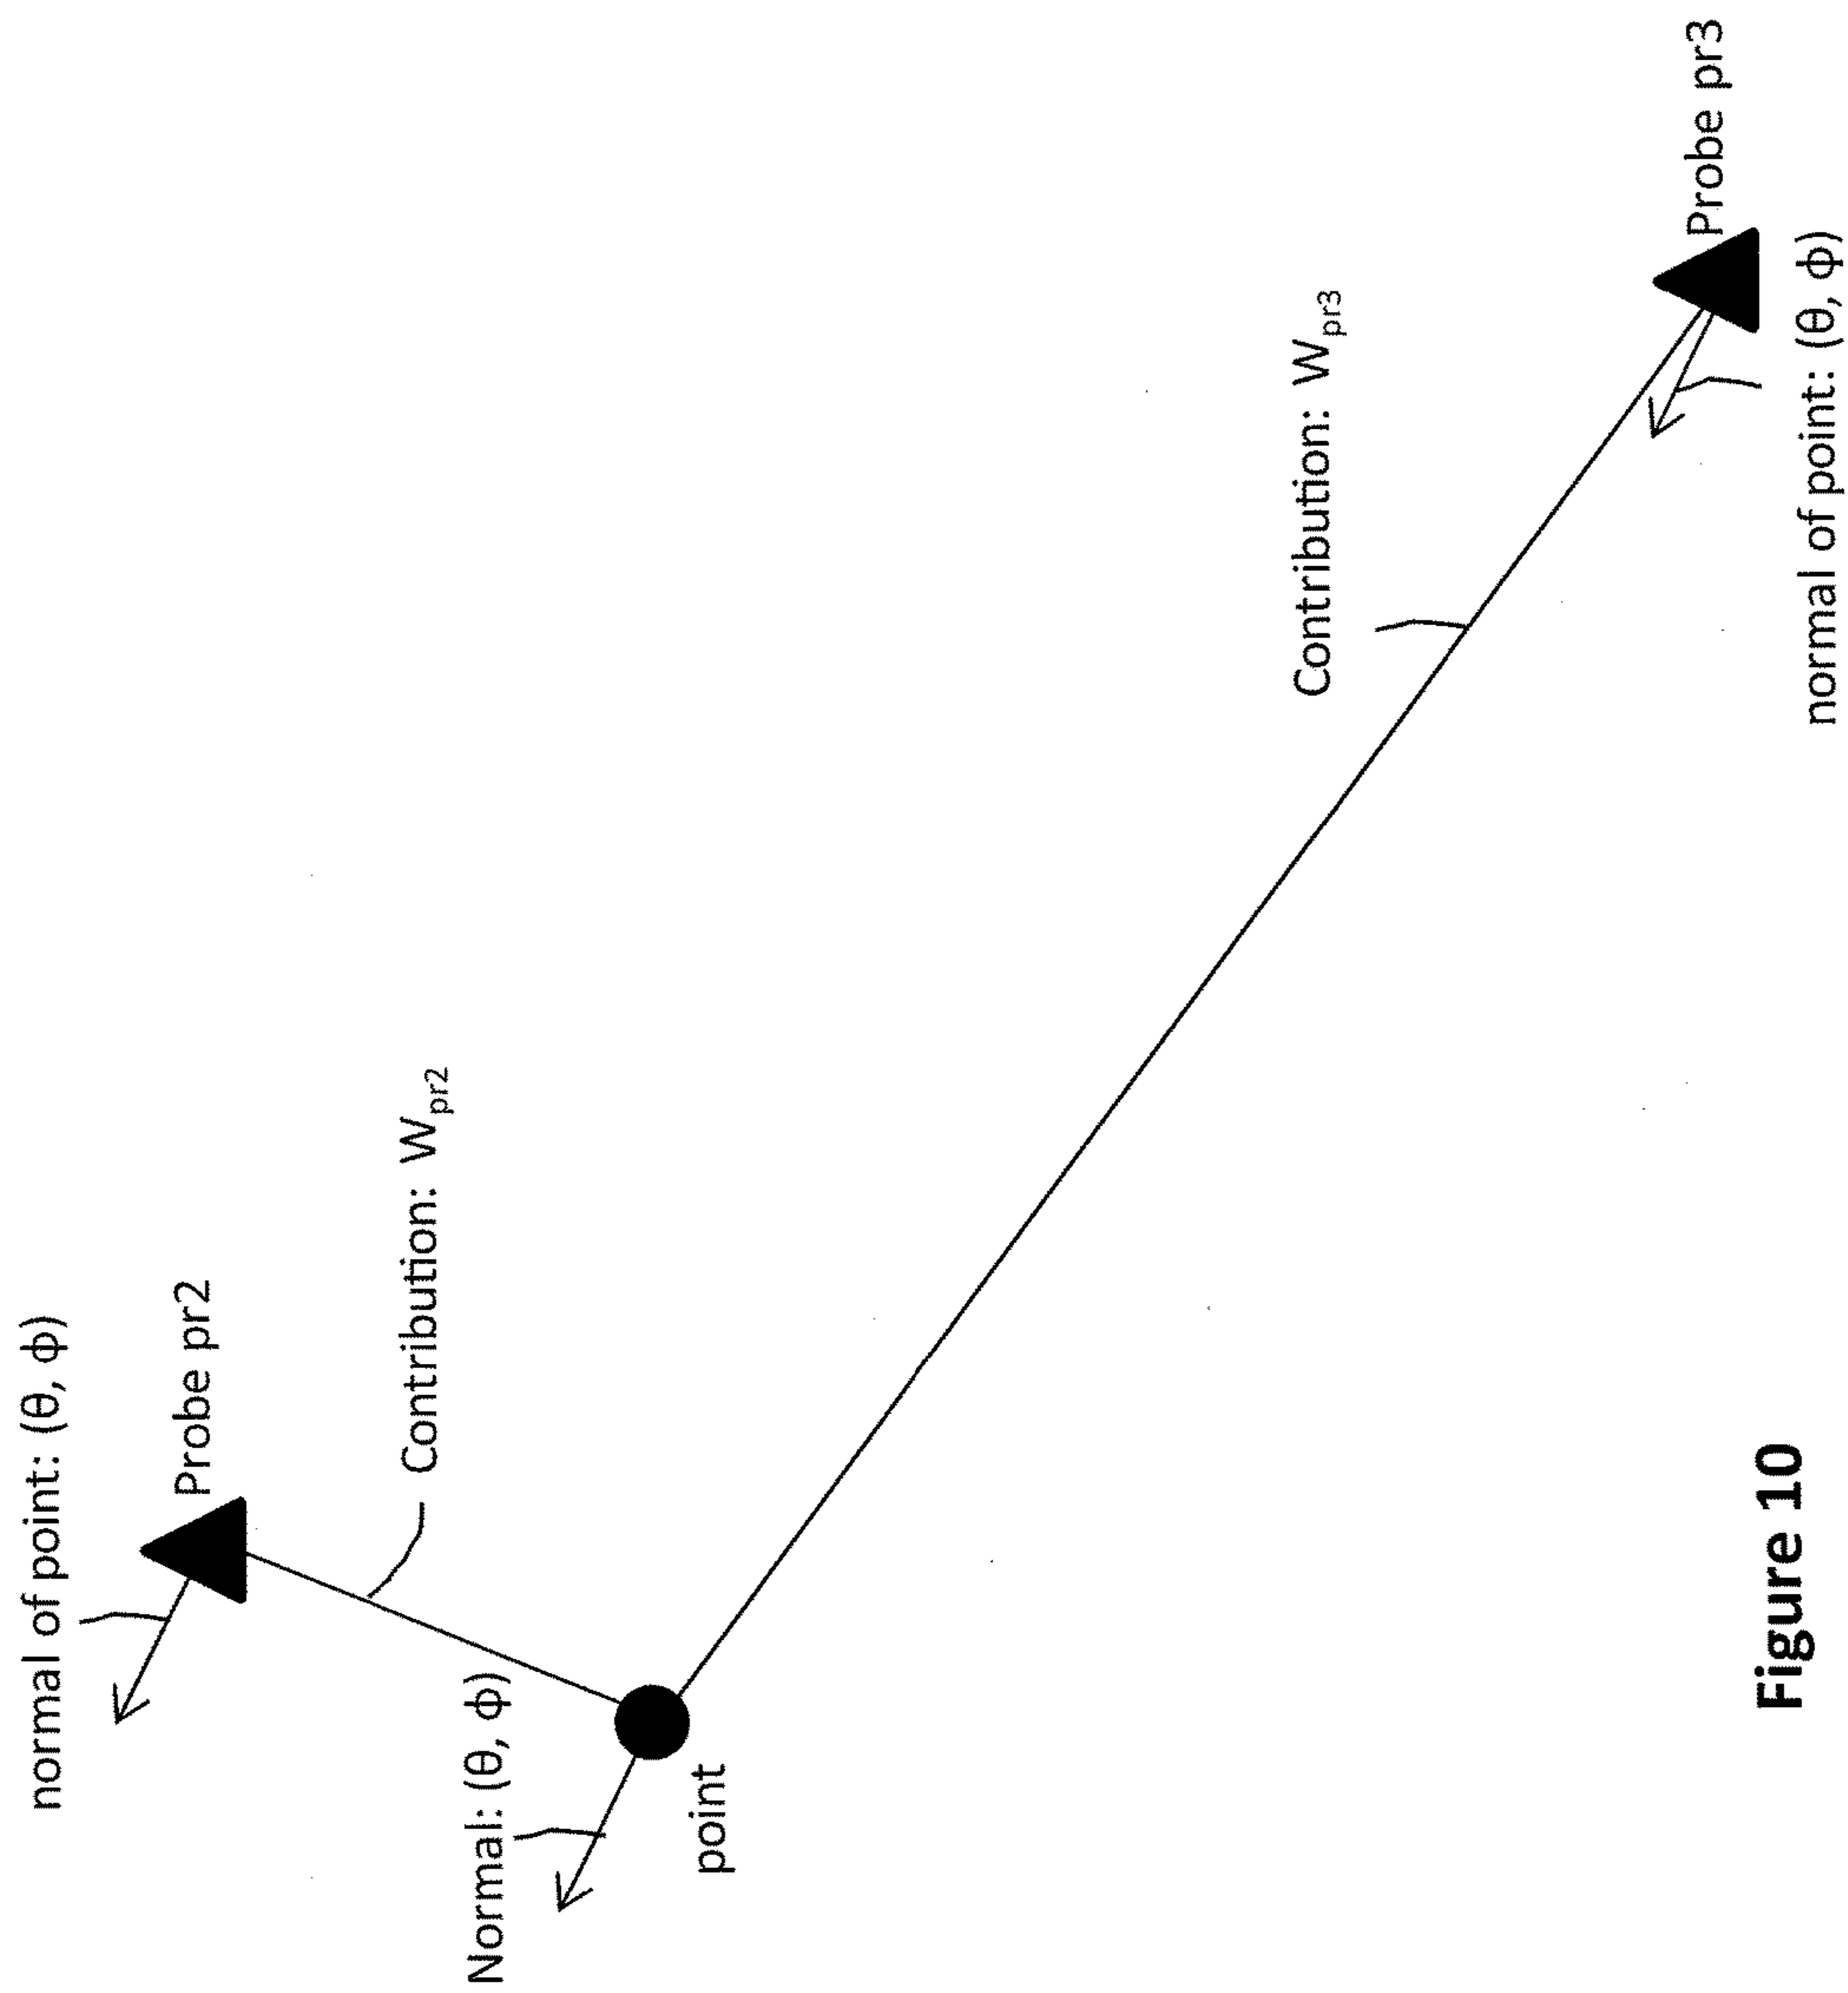 normal of point: (θ, ϕ)
Probe pr2
Contribution: Wpr2
Normal: (θ, ϕ)
point
Contribution: Wpr3
Probe pr3
normal of point: (θ, ϕ)
Figure 10